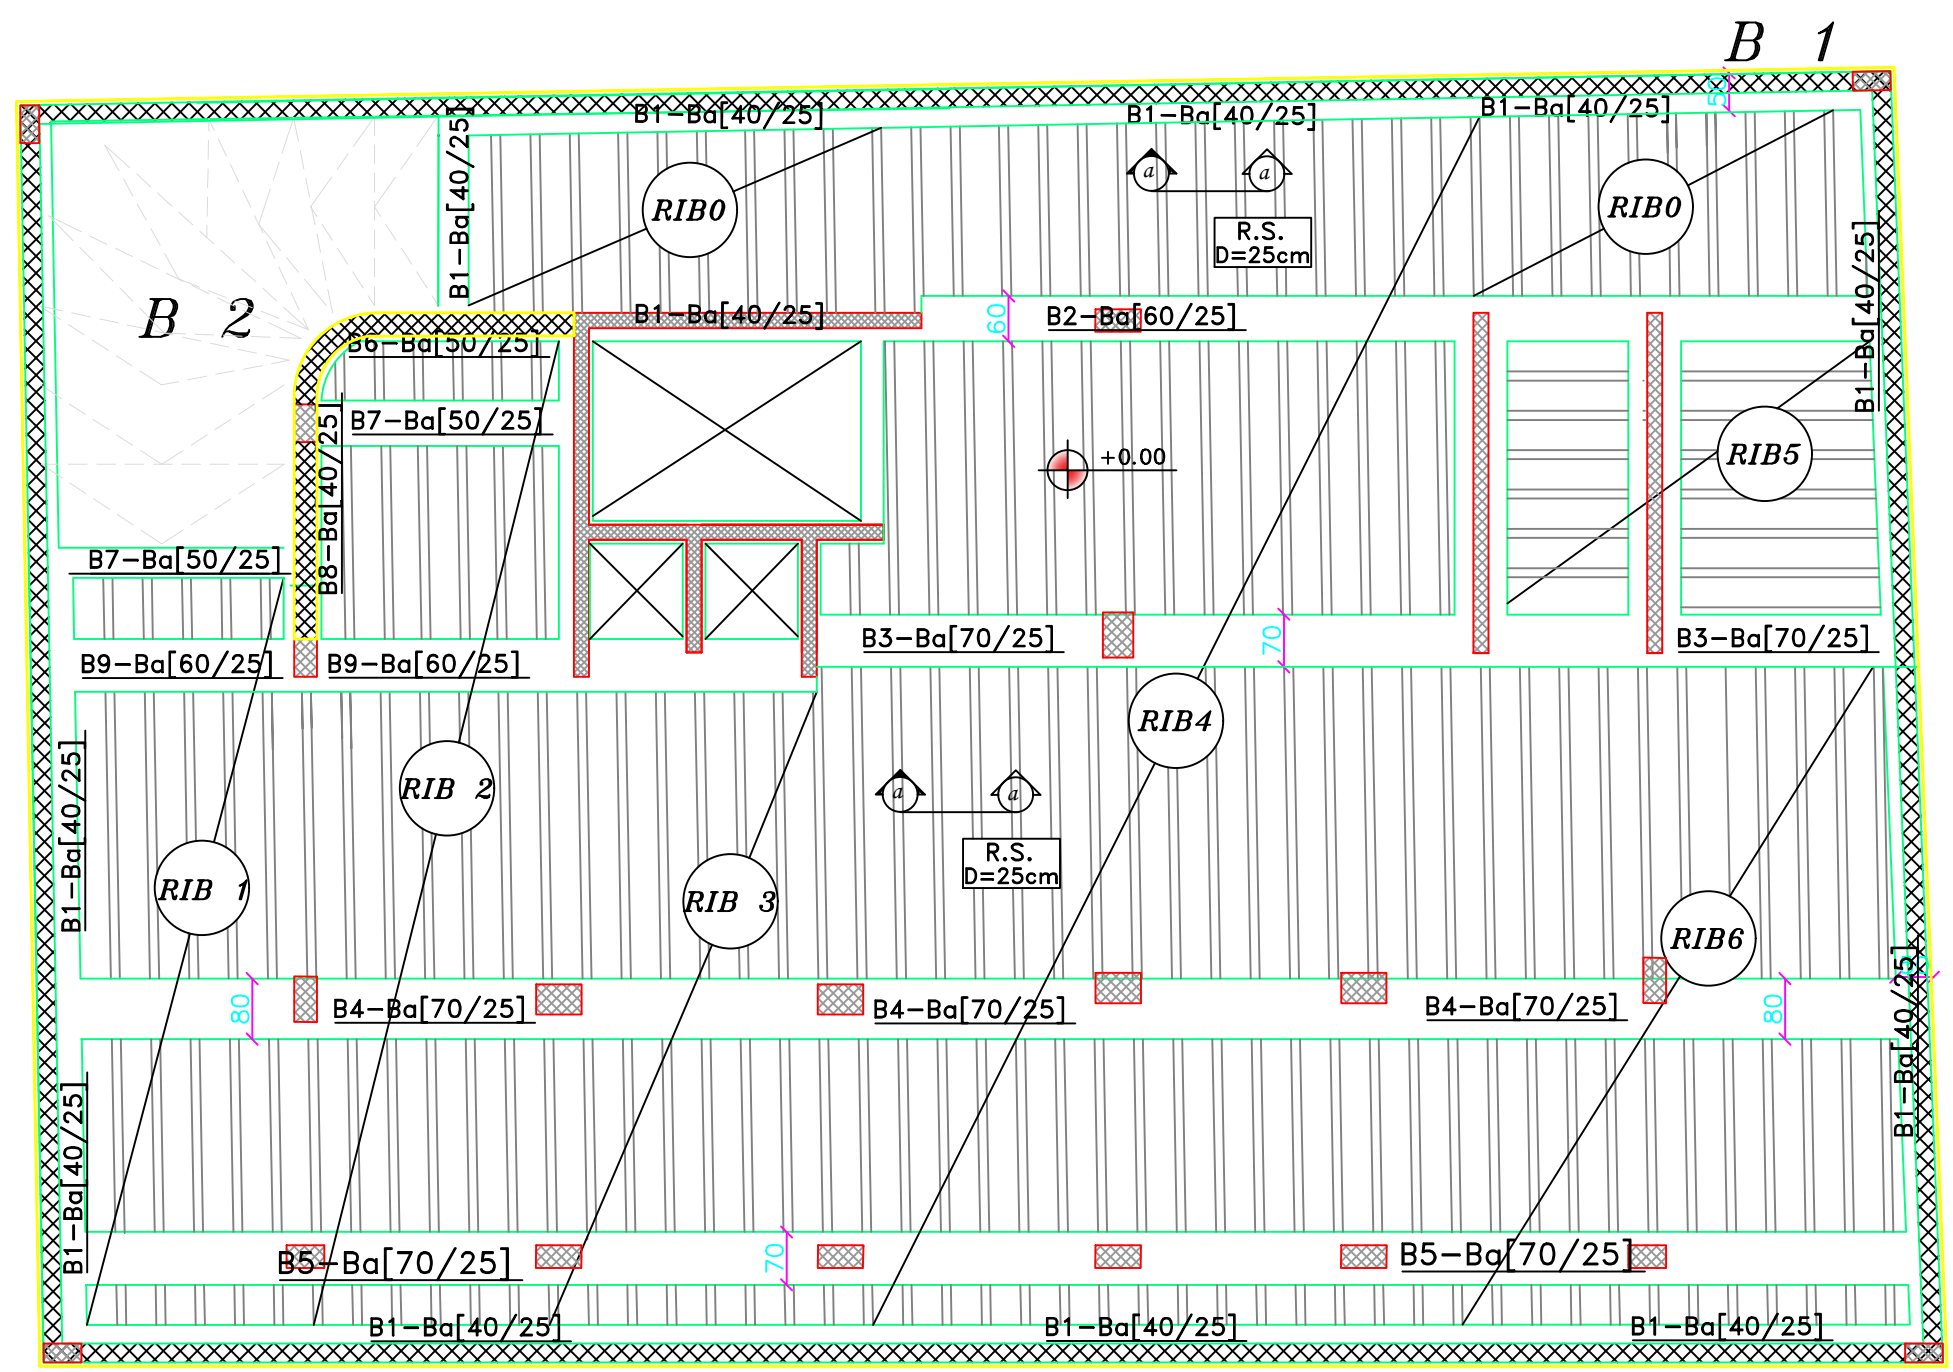 B 1
50
B1-Ba[40/25]
B1-Ba[40/25]
B1-Ba[40/25]
B1-Ba[40/25]
a
a
RIB0
RIB0
R.S.
D=25cm
B1-Ba[40/25]
B 2
B1-Ba[40/25]
60
B2-Ba[60/25]
B6-Ba[50/25]
B7-Ba[50/25]
+0.00
RIB5
B8-Ba[40/25]
B7-Ba[50/25]
B9-Ba[60/25]
B9-Ba[60/25]
B3-Ba[70/25]
70
B3-Ba[70/25]
RIB4
B1-Ba[40/25]
RIB 2
a
a
R.S.
D=25cm
RIB 1
RIB 3
RIB6
80
B4-Ba[70/25]
B4-Ba[70/25]
B4-Ba[70/25]
80
B1-Ba[40/25]
B1-Ba[40/25]
B5-Ba[70/25]
70
B5-Ba[70/25]
B1-Ba[40/25]
B1-Ba[40/25]
B1-Ba[40/25]